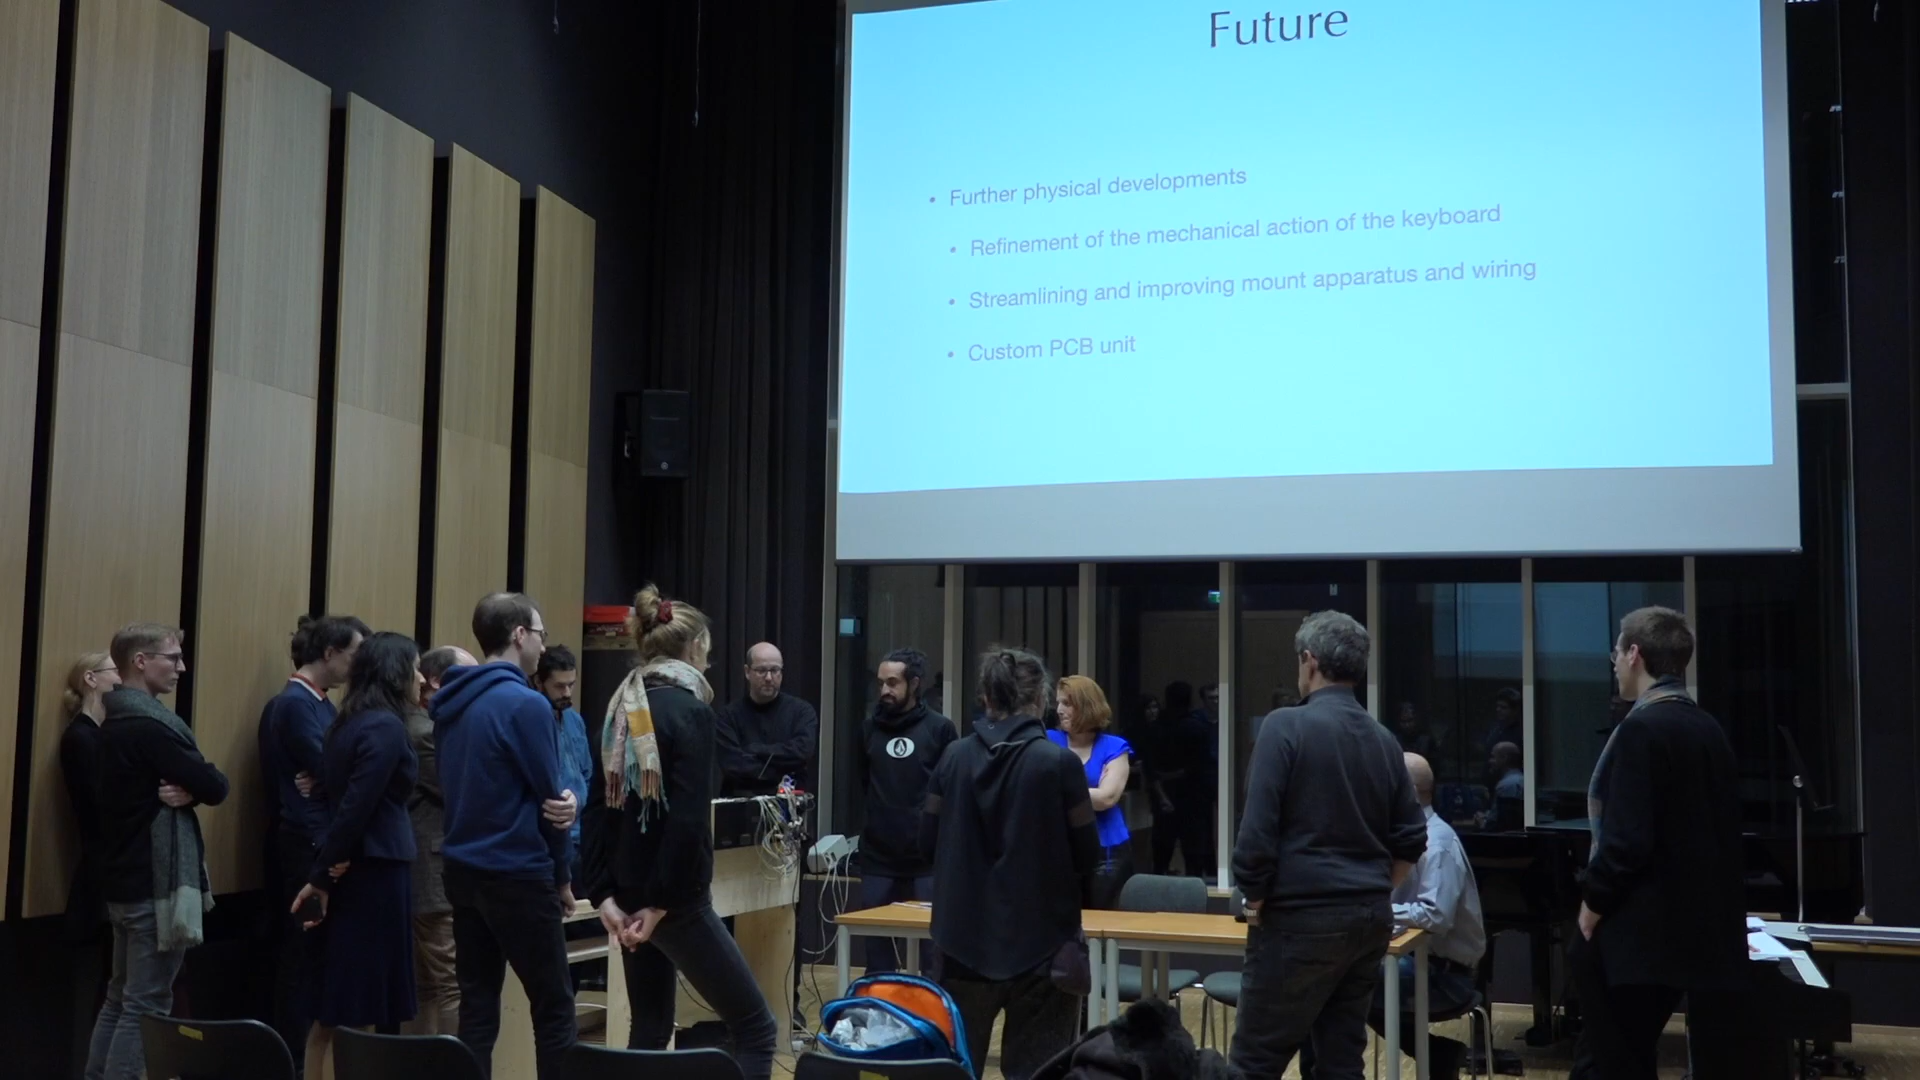 Future
• Further physical developments
• Refinement of the mechanical action of the keyboard
• Streamlining and improving mount apparatus and wiring
• Custom PCB unit